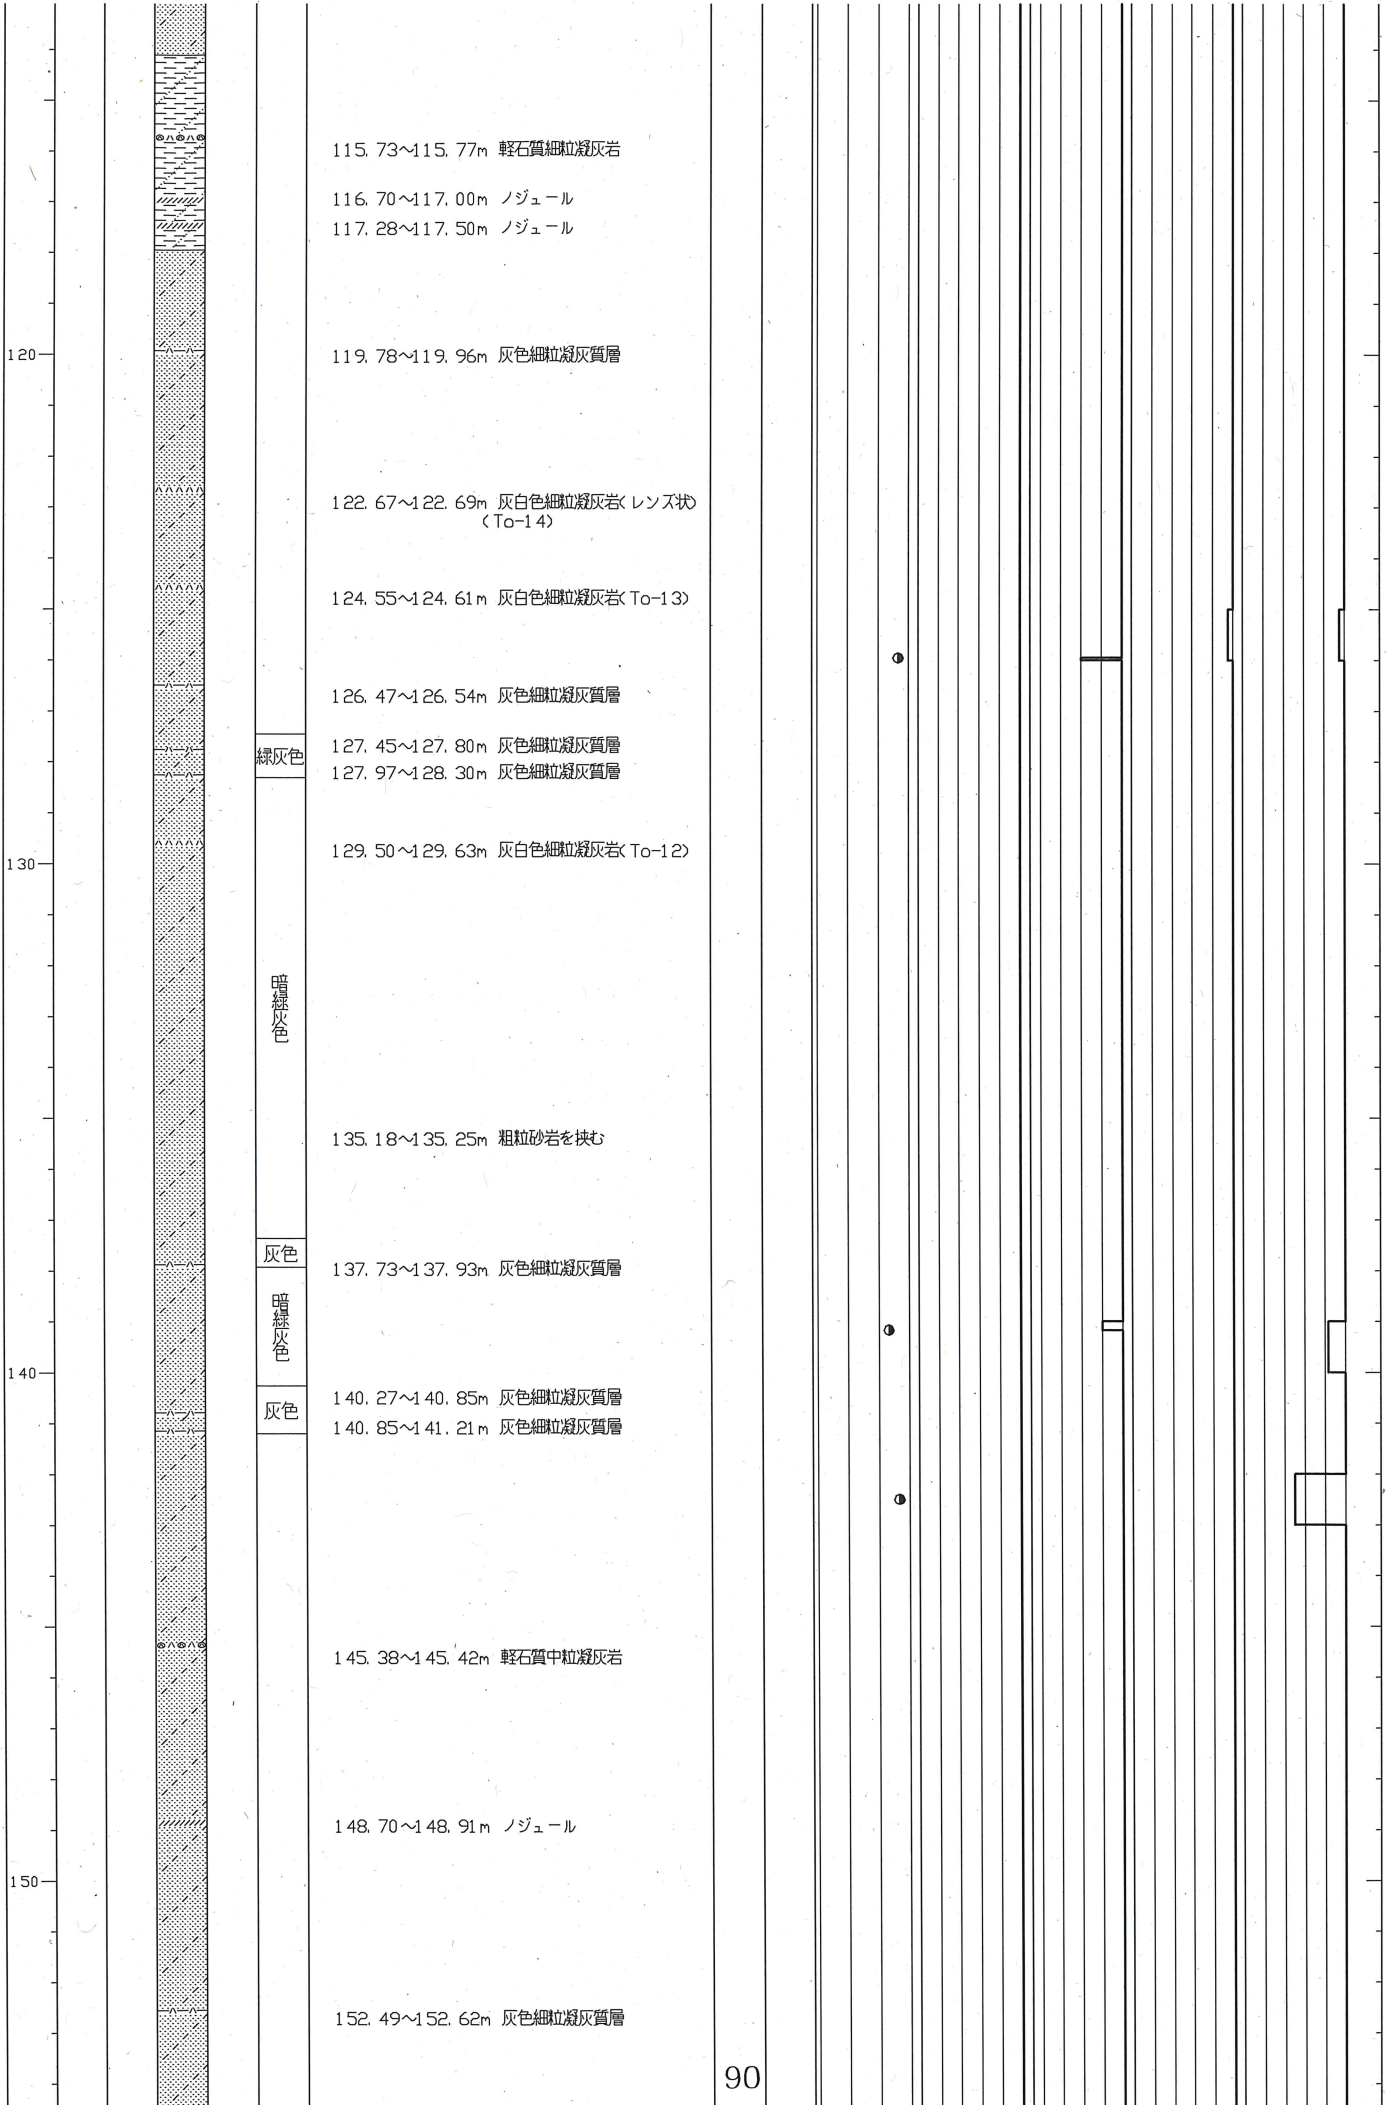 115.73～115.77m 軽石質細粒凝灰岩
116.70～117.00m ノジュール
117.28～117.50m ノジュール
120
119.78～119.96m 灰色細粒凝灰質層
122.67～122.69m 灰白色細粒凝灰岩(レンズ状)
(To-14)
124.55～124.61m 灰白色細粒凝灰岩(To-13)
126.47～126.54m 灰色細粒凝灰質層
緑灰色
127.45～127.80m 灰色細粒凝灰質層
127.97～128.30m 灰色細粒凝灰質層
129.50～129.63m 灰白色細粒凝灰岩(To-12)
130
暗緑灰色
135.18～135.25m 粗粒砂岩を挟む
灰色
137.73～137.93m 灰色細粒凝灰質層
暗緑灰色
140
140.27～140.85m 灰色細粒凝灰質層
灰色
140.85～141.21m 灰色細粒凝灰質層
145.38～145.42m 軽石質中粒凝灰岩
148.70～148.91m ノジュール
150
152.49～152.62m 灰色細粒凝灰質層
90